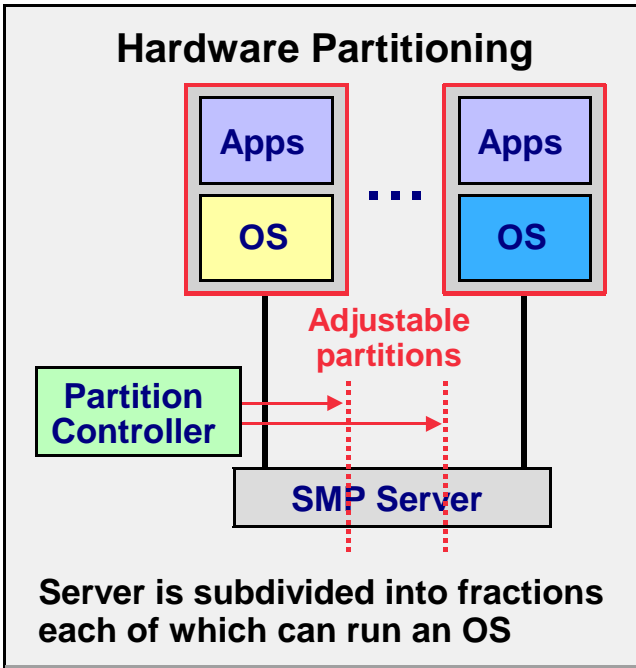 Hardware Partitioning
Apps
Apps
...
OS
OS
Adjustable
partitions
Partition
Controller
SMP Server
Server is subdivided into fractions
each of which can run an OS